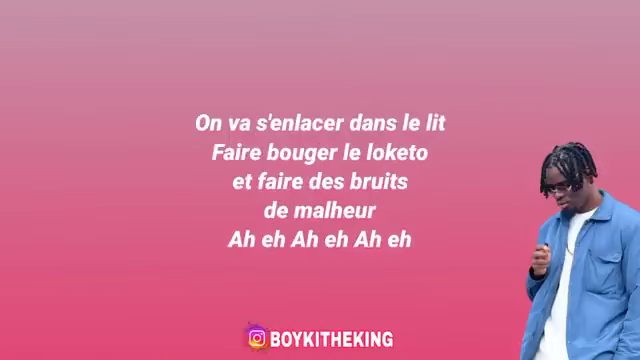 On va s'enlacer dans le lit
Faire bouger le loketo
et faire des bruits
de malheur
Ah eh Ah eh Ah eh
BOYKITHEKING